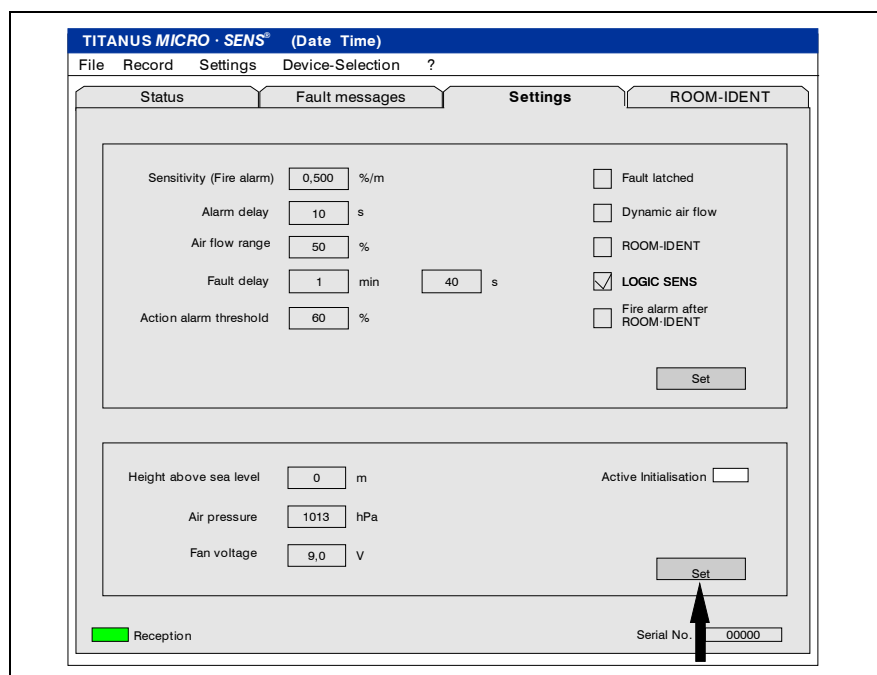 TITANUS MICRO · SENS® (Date Time)
File Record Settings Device-Selection ?
Status Fault messages Settings ROOM-IDENT
Sensitivity (Fire alarm) 0,500 %/m Fault latched
Alarm delay 10 s Dynamic air flow
Air flow range 50 % ROOM-IDENT
Fault delay 1 min 40 s LOGIC SENS
Action alarm threshold 60 % Fire alarm after
ROOM·IDENT
Set
Height above sea level 0 m Active Initialisation
Air pressure 1013 hPa
Fan voltage 9,0 V
Set
Reception Serial No. 00000